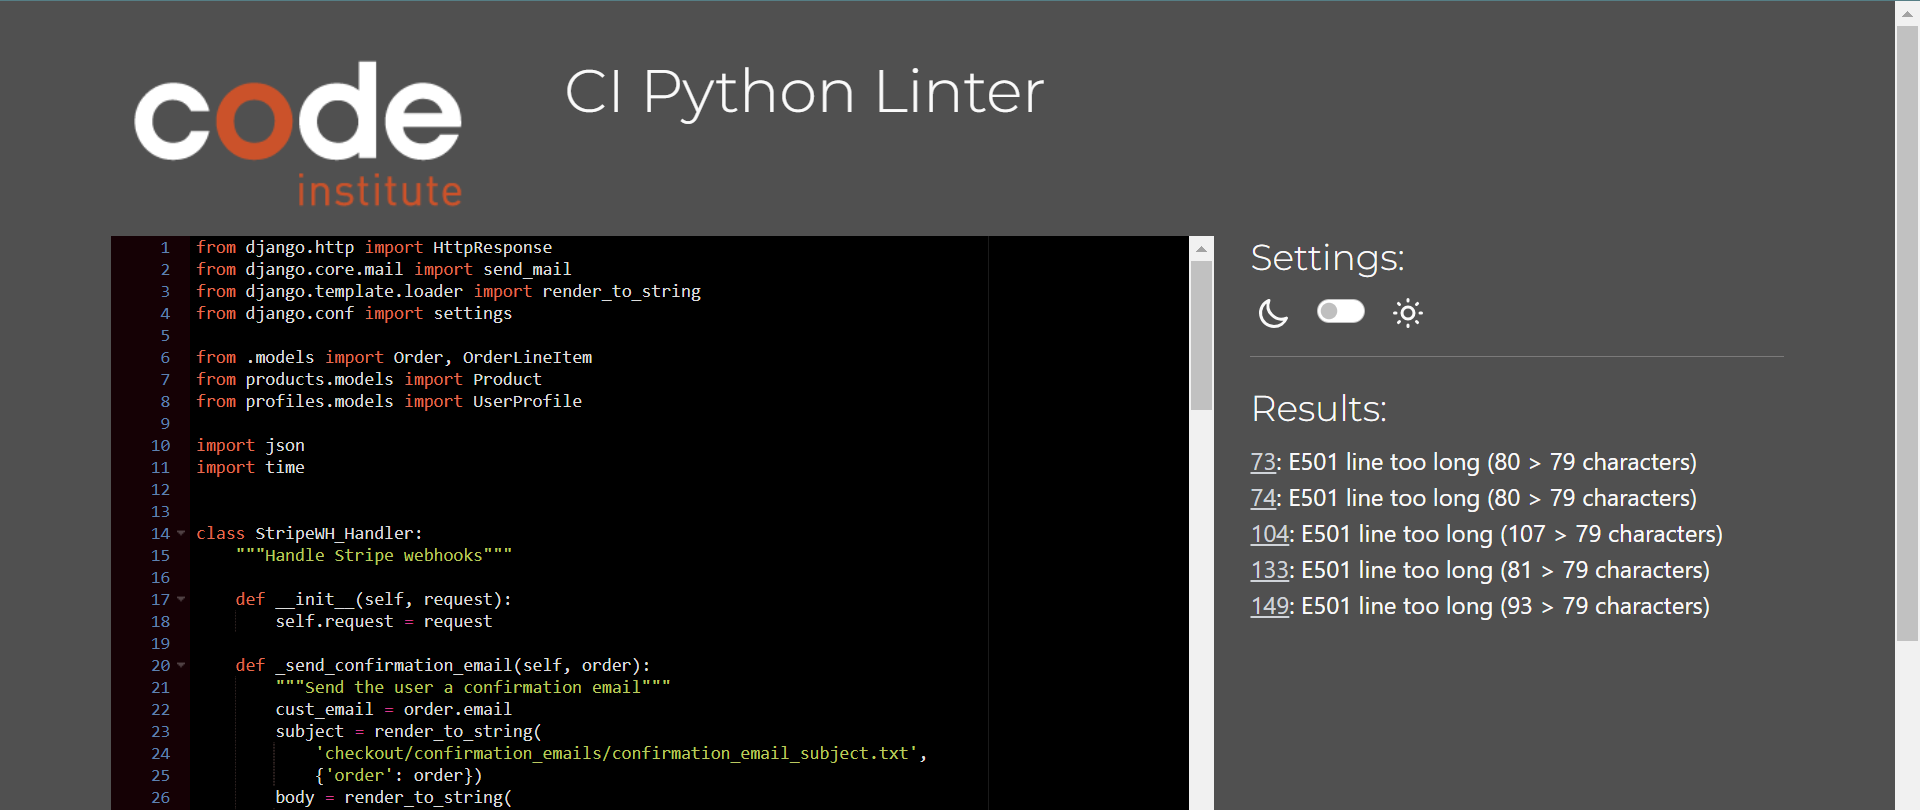 code
institute
CI Python Linter
1 from django.http import HttpResponse
2 from django.core.mail import send_mail
3 from django.template.loader import render_to_string
4 from django.conf import settings
5
6 from .models import Order, OrderLineItem
7 from products.models import Product
8 from profiles.models import UserProfile
9
10 import json
11 import time
12
13
14 class StripeWH_Handler:
15 """Handle Stripe webhooks"""
16
17 def __init__(self, request):
18 self.request = request
19
20 def _send_confirmation_email(self, order):
21 """Send the user a confirmation email"""
22 cust_email = order.email
23 subject = render_to_string(
24 'checkout/confirmation_emails/confirmation_email_subject.txt',
25 {'order': order})
26 body = render_to_string(
Settings:
Results:
73: E501 line too long (80 > 79 characters)
74: E501 line too long (80 > 79 characters)
104: E501 line too long (107 > 79 characters)
133: E501 line too long (81 > 79 characters)
149: E501 line too long (93 > 79 characters)